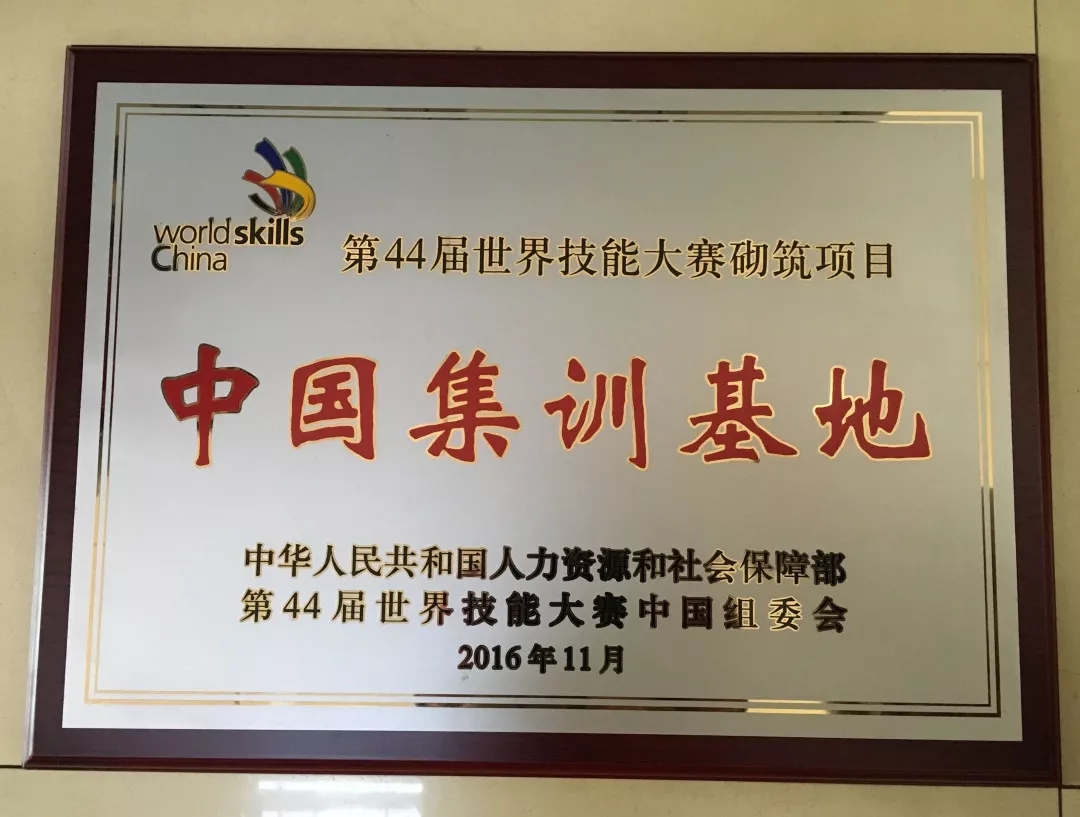 worldskills
China
第44届世界技能大赛砌筑项目
中国集训基地
中华人民共和国人力资源和社会保障部
第44届世界技能大赛中国组委会
2016年11月